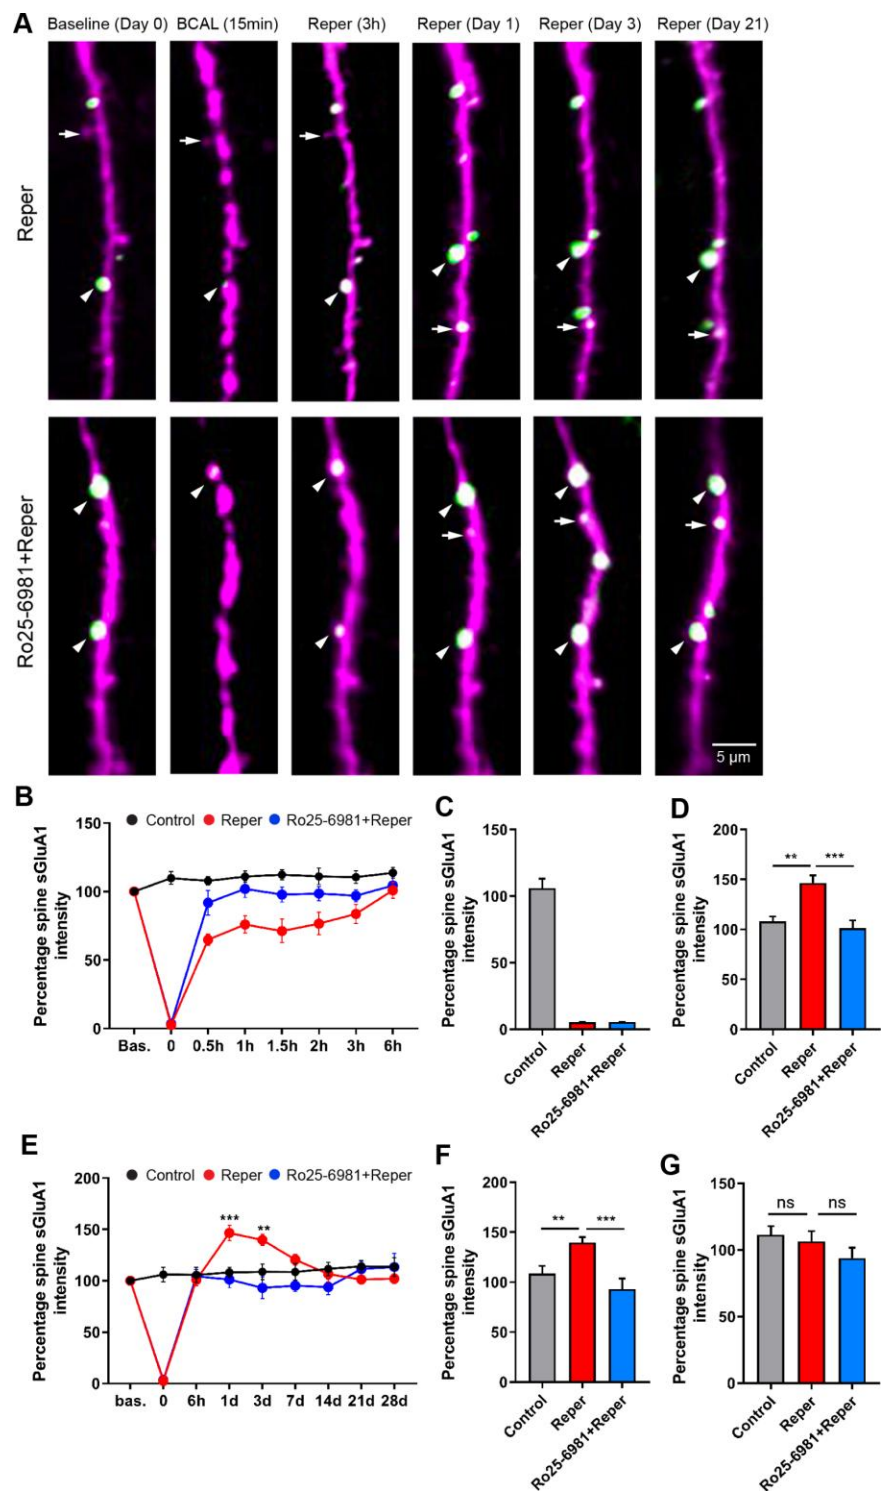 A
Baseline (Day 0) BCAL (15min) Reper (3h) Reper (Day 1) Reper (Day 3) Reper (Day 21)
Reper
Ro25-6981+Reper
5 µm
B
Control Reper Ro25-6981+Reper
Percentage spine sGluA1
intensity
150
100
50
0
Bas. 0 0.5h 1h 1.5h 2h 3h 6h
C
Percentage spine sGluA1
intensity
150
100
50
0
Control
Reper
Ro25-6981+Reper
D
Percentage spine sGluA1
intensity
200
150
100
50
0
** ***
Control
Reper
Ro25-6981+Reper
E
Control Reper Ro25-6981+Reper
Percentage spine sGluA1
intensity
200
150
100
50
0
*** **
bas. 0 6h 1d 3d 7d 14d 21d 28d
F
Percentage spine sGluA1
intensity
200
150
100
50
0
** ***
Control
Reper
Ro25-6981+Reper
G
Percentage spine sGluA1
intensity
150
100
50
0
ns ns
Control
Reper
Ro25-6981+Reper